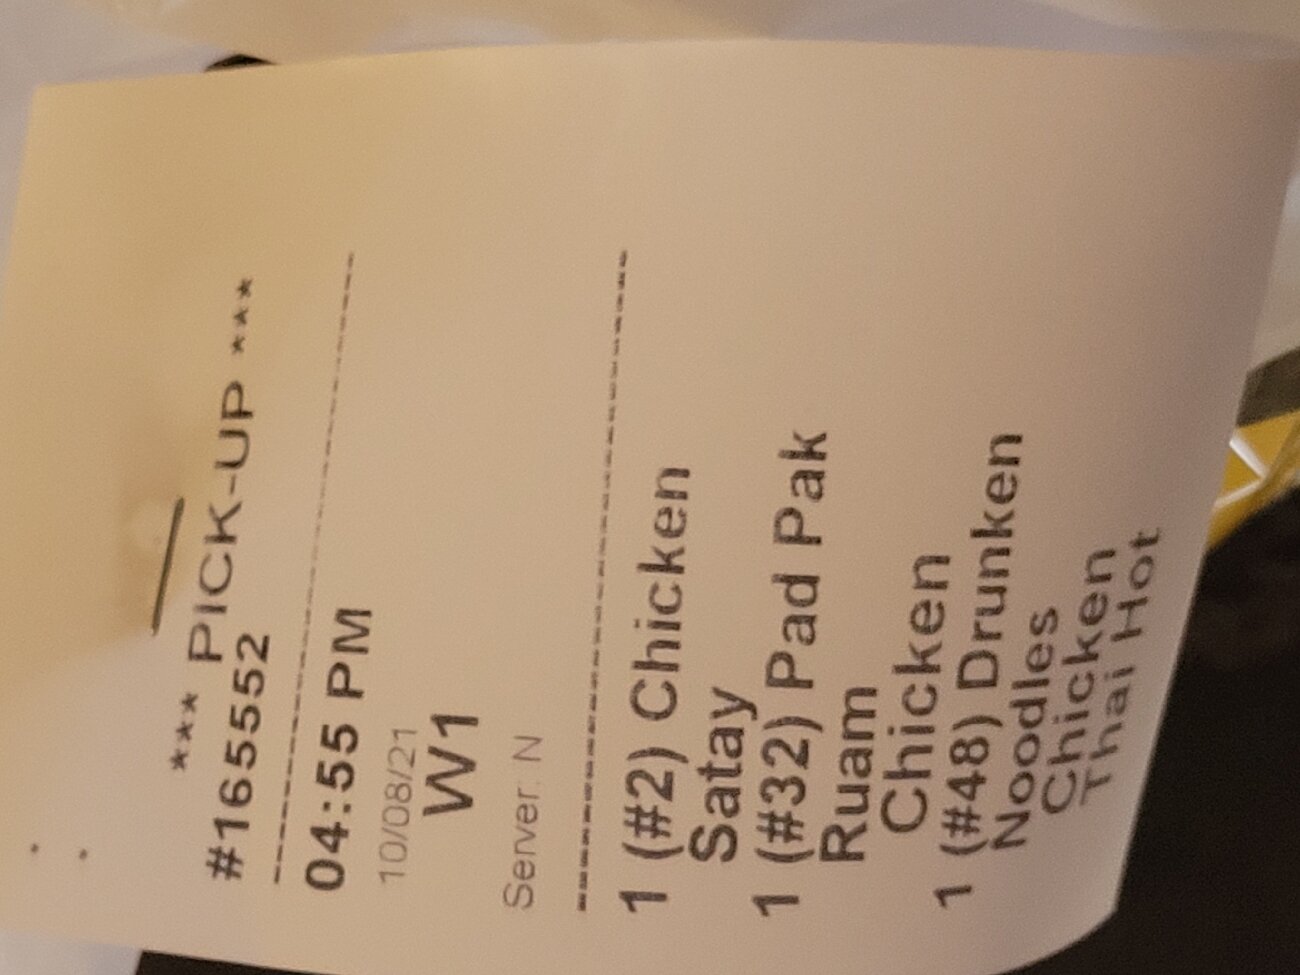 *** PICK-UP ***
#165552
04:55 PM
10/08/21
W1
Server: N
1 (#2) Chicken
Satay
1 (#32) Pad Pak
Ruam
Chicken
1 (#48) Drunken
Noodles
Chicken
Thai Hot